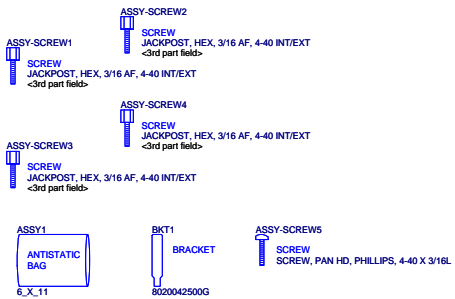 ASSY-SCREW2
SCREW
JACKPOST, HEX, 3/16 AF, 4-40 INT/EXT
<3rd part field>
ASSY-SCREW1
SCREW
JACKPOST, HEX, 3/16 AF, 4-40 INT/EXT
<3rd part field>
ASSY-SCREW4
SCREW
JACKPOST, HEX, 3/16 AF, 4-40 INT/EXT
<3rd part field>
ASSY-SCREW3
SCREW
JACKPOST, HEX, 3/16 AF, 4-40 INT/EXT
<3rd part field>
ASSY1
ANTISTATIC
BAG
6_X_11
BKT1
BRACKET
8020042500G
ASSY-SCREW5
SCREW
SCREW, PAN HD, PHILLIPS, 4-40 X 3/16L